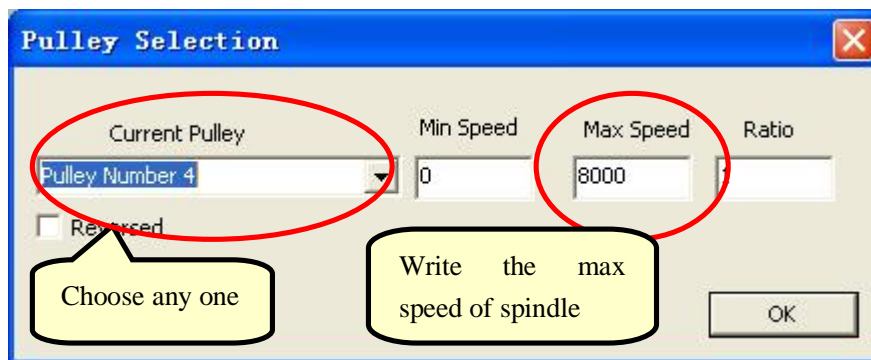 Pulley Selection
Current Pulley
Min Speed
Max Speed
Ratio
Pulley Number 4
0
8000
Reversed
Choose any one
Write the max
speed of spindle
OK